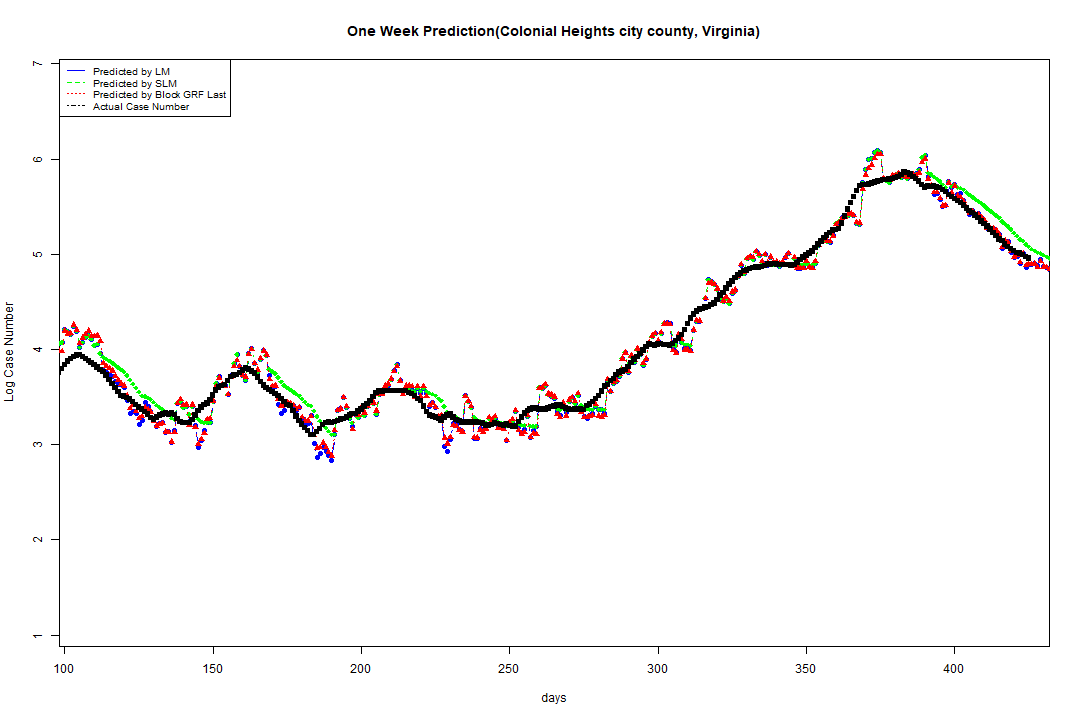 One Week Prediction(Colonial Heights city county, Virginia)
Predicted by LM
Predicted by SLM
Predicted by Block GRF Last
Actual Case Number
Log Case Number
7
6
5
4
3
2
1
100 150 200 250 300 350 400
days